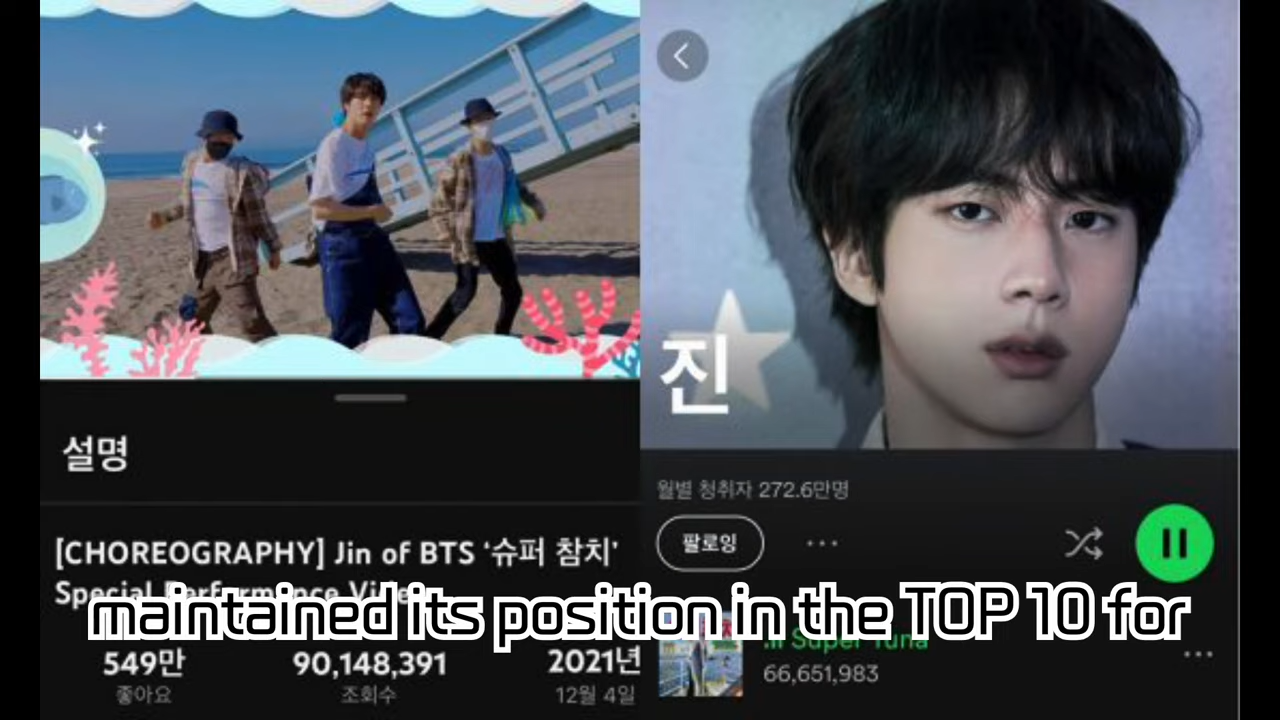 진
설명
[CHOREOGRAPHY] Jin of BTS ‘슈퍼 참치’
Special Performance Video
549만
90,148,391
2021년
좋아요
조회수
12월 4일
월별 청취자 272.6만명
팔로잉
Super Tuna
66,651,983
maintained its position in the TOP 10 for